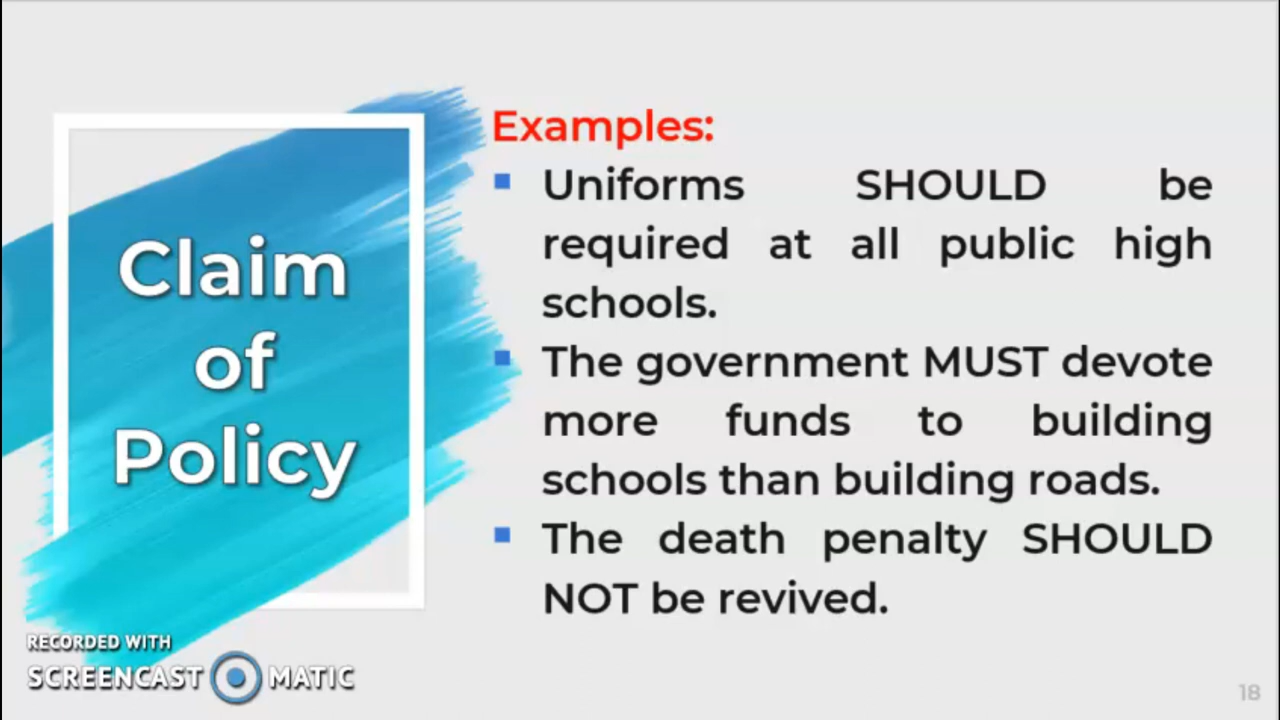 Claim
of
Policy
Examples:
Uniforms SHOULD be
required at all public high
schools.
The government MUST devote
more funds to building
schools than building roads.
The death penalty SHOULD
NOT be revived.
RECORDED WITH
SCREENCAST MATIC
18